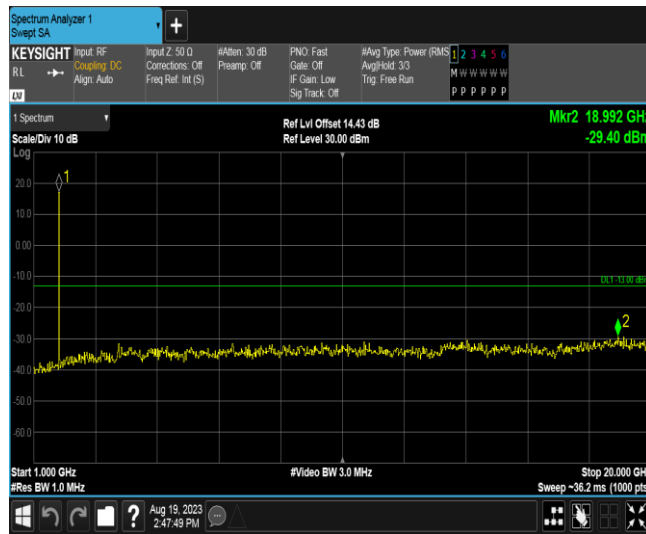 Spectrum Analyzer 1
Swept SA
+
KEYSIGHT Input: RF Input Z: 50 Ω #Atten: 30 dB PNO: Fast #Avg Type: Power (RMS 1 2 3 4 5 6
RL Coupling: DC Corrections: Off Preamp: Off Gate: Off Avg|Hold: 3/3 M W W W W W
Align: Auto Freq Ref: Int (S) IF Gain: Low Trig: Free Run
LXI Sig Track: Off P P P P P P
1 Spectrum Ref Lvl Offset 14.43 dB Mkr2 18.992 GHz
Scale/Div 10 dB Ref Level 30.00 dBm -29.40 dBm
Log
1
20.0
10.0
0.00
-10.0 DL1 -13.00 dBm
-20.0
2
-30.0
-40.0
-50.0
-60.0
Start 1.000 GHz #Video BW 3.0 MHz Stop 20.000 GH
#Res BW 1.0 MHz Sweep ~36.2 ms (1000 pts
? Aug 19, 2023
2:47:49 PM